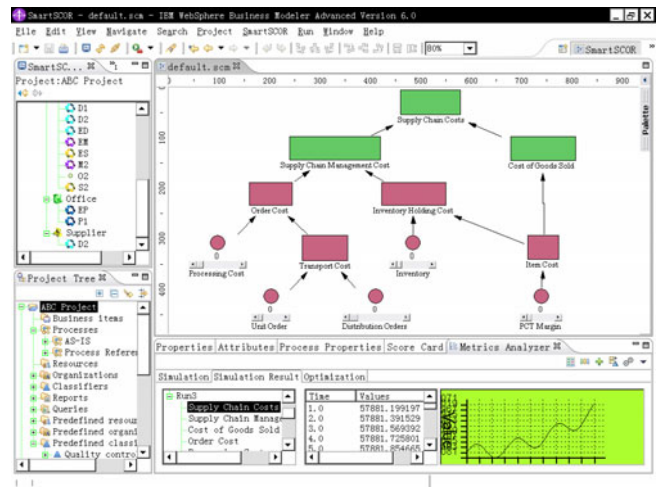 SmartSCOR - default.scm - IBM WebSphere Business Modeler Advanced Version 6.0
File Edit View Navigate Search Project SmartSCOR Run Window Help
80%
SmartSCOR
SmartSC...
Project:ABC Project
D1
D2
ED
EM
ES
M2
O2
S2
Office
EP
P1
Supplier
D2
default.scm
0 100 200 300 400 500 600 700 800 900
0
100
200
300
400
Palette
Supply Chain Costs
Supply Chain Management Cost
Cost of Goods Sold
Order Cost
Inventory Holding Cost
0
Processing Cost
Transport Cost
0
Inventory
Item Cost
0
Unit Order
0
Distribution Orders
0
PCT Margin
Project Tree
ABC Project
Business items
Processes
AS-IS
Process Referen
Resources
Organizations
Classifiers
Reports
Queries
Predefined resour
Predefined organi
Predefined classi
Quality contro
Properties Attributes Process Properties Score Card Metrics Analyzer
Simulation Simulation Result Optimization
Run3
Supply Chain Costs
Supply Chain Manage
Cost of Goods Sold
Order Cost
Time Values
1.0 57881.199197
2.0 57881.391529
3.0 57881.569392
4.0 57881.725801
5.0 57881.854665
Value